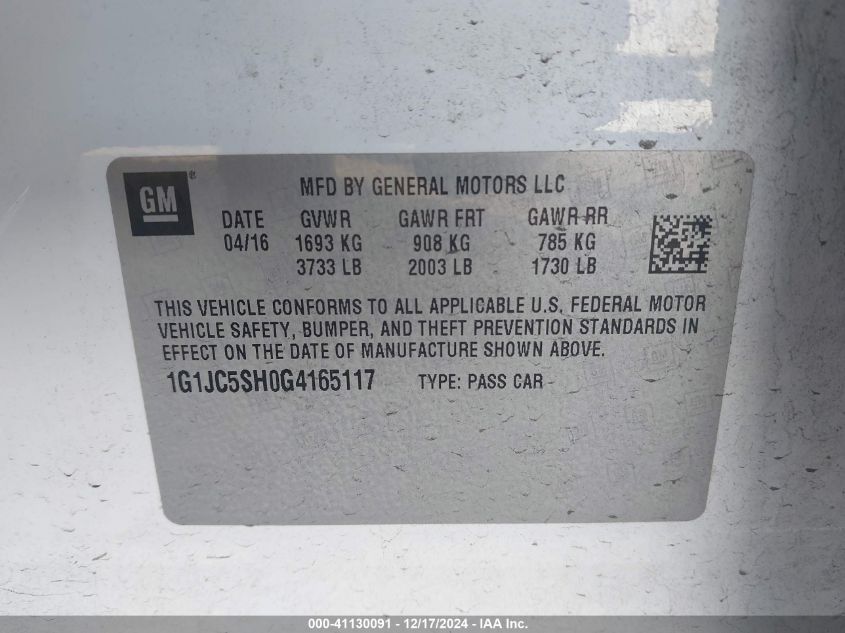 GM ®
MFD BY GENERAL MOTORS LLC
DATE GVWR GAWR FRT GAWR RR
04/16 1693 KG 908 KG 785 KG
3733 LB 2003 LB 1730 LB
THIS VEHICLE CONFORMS TO ALL APPLICABLE U.S. FEDERAL MOTOR
VEHICLE SAFETY, BUMPER, AND THEFT PREVENTION STANDARDS IN
EFFECT ON THE DATE OF MANUFACTURE SHOWN ABOVE.
1G1JC5SH0G4165117 TYPE: PASS CAR
000-41130091 - 12/17/2024 - IAA Inc.